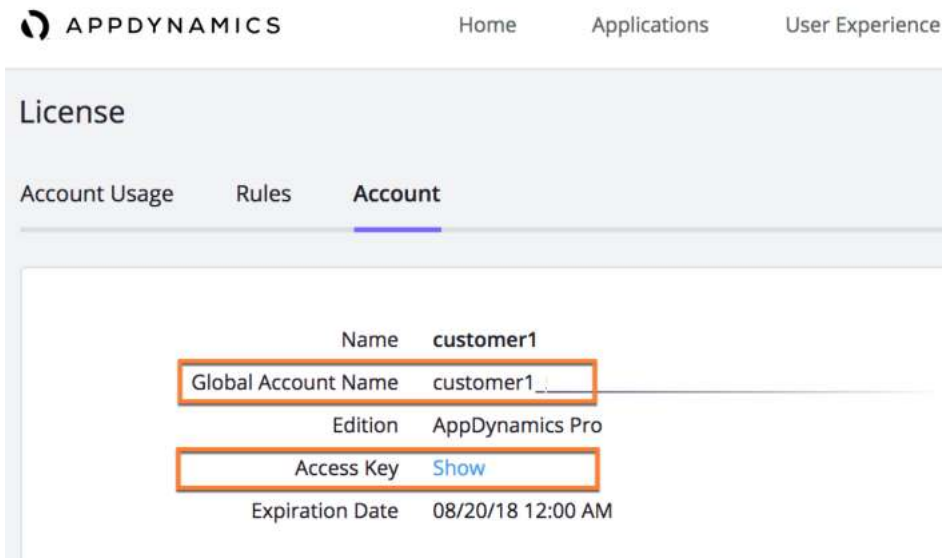 APPDYNAMICS Home Applications User Experience
License
Account Usage Rules Account
Name customer1
Global Account Name customer1_
Edition AppDynamics Pro
Access Key Show
Expiration Date 08/20/18 12:00 AM